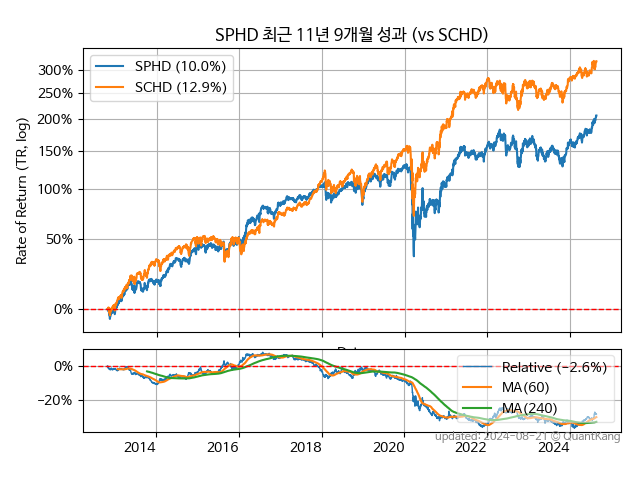 SPHD 최근 11년 9개월 성과 (vs SCHD)
Rate of Return (TR, log)
300%
250%
200%
150%
100%
50%
0%
SPHD (10.0%)
SCHD (12.9%)
0%
−20%
Relative (−2.6%)
MA(60)
MA(240)
2014 2016 2018 2020 2022 2024
updated: 2024-08-21 © QuantKang